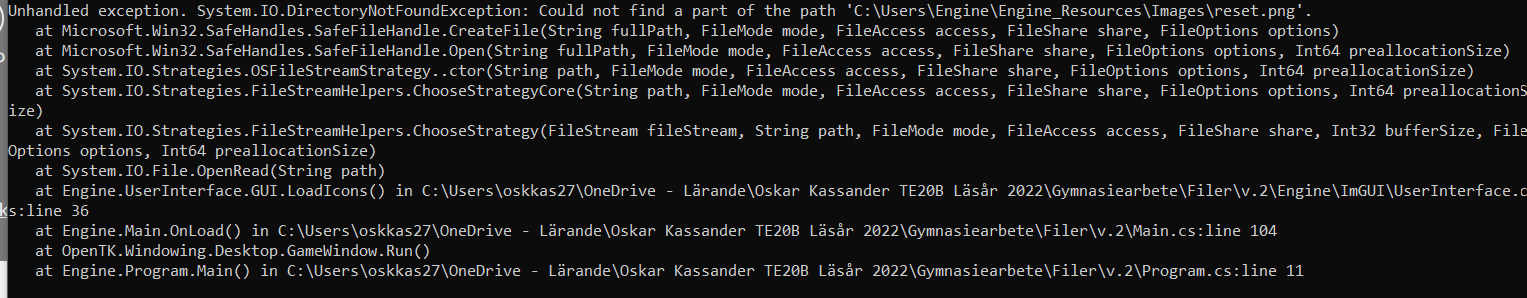 Unhandled exception. System.IO.DirectoryNotFoundException: Could not find a part of the path 'C:\Users\Engine\Engine_Resources\Images\reset.png'.
   at Microsoft.Win32.SafeHandles.SafeFileHandle.CreateFile(String fullPath, FileMode mode, FileAccess access, FileShare share, FileOptions options)
   at Microsoft.Win32.SafeHandles.SafeFileHandle.Open(String fullPath, FileMode mode, FileAccess access, FileShare share, FileOptions options, Int64 preallocationSize)
   at System.IO.Strategies.OSFileStreamStrategy..ctor(String path, FileMode mode, FileAccess access, FileShare share, FileOptions options, Int64 preallocationSize)
   at System.IO.Strategies.FileStreamHelpers.ChooseStrategyCore(String path, FileMode mode, FileAccess access, FileShare share, FileOptions options, Int64 preallocationS
ize)
   at System.IO.Strategies.FileStreamHelpers.ChooseStrategy(FileStream fileStream, String path, FileMode mode, FileAccess access, FileShare share, Int32 bufferSize, File
Options options, Int64 preallocationSize)
   at System.IO.File.OpenRead(String path)
   at Engine.UserInterface.GUI.LoadIcons() in C:\Users\oskkas27\OneDrive - Lärande\Oskar Kassander TE20B Läsår 2022\Gymnasiearbete\Filer\v.2\Engine\ImGUI\UserInterface.c
s:line 36
   at Engine.Main.OnLoad() in C:\Users\oskkas27\OneDrive - Lärande\Oskar Kassander TE20B Läsår 2022\Gymnasiearbete\Filer\v.2\Main.cs:line 104
   at OpenTK.Windowing.Desktop.GameWindow.Run()
   at Engine.Program.Main() in C:\Users\oskkas27\OneDrive - Lärande\Oskar Kassander TE20B Läsår 2022\Gymnasiearbete\Filer\v.2\Program.cs:line 11